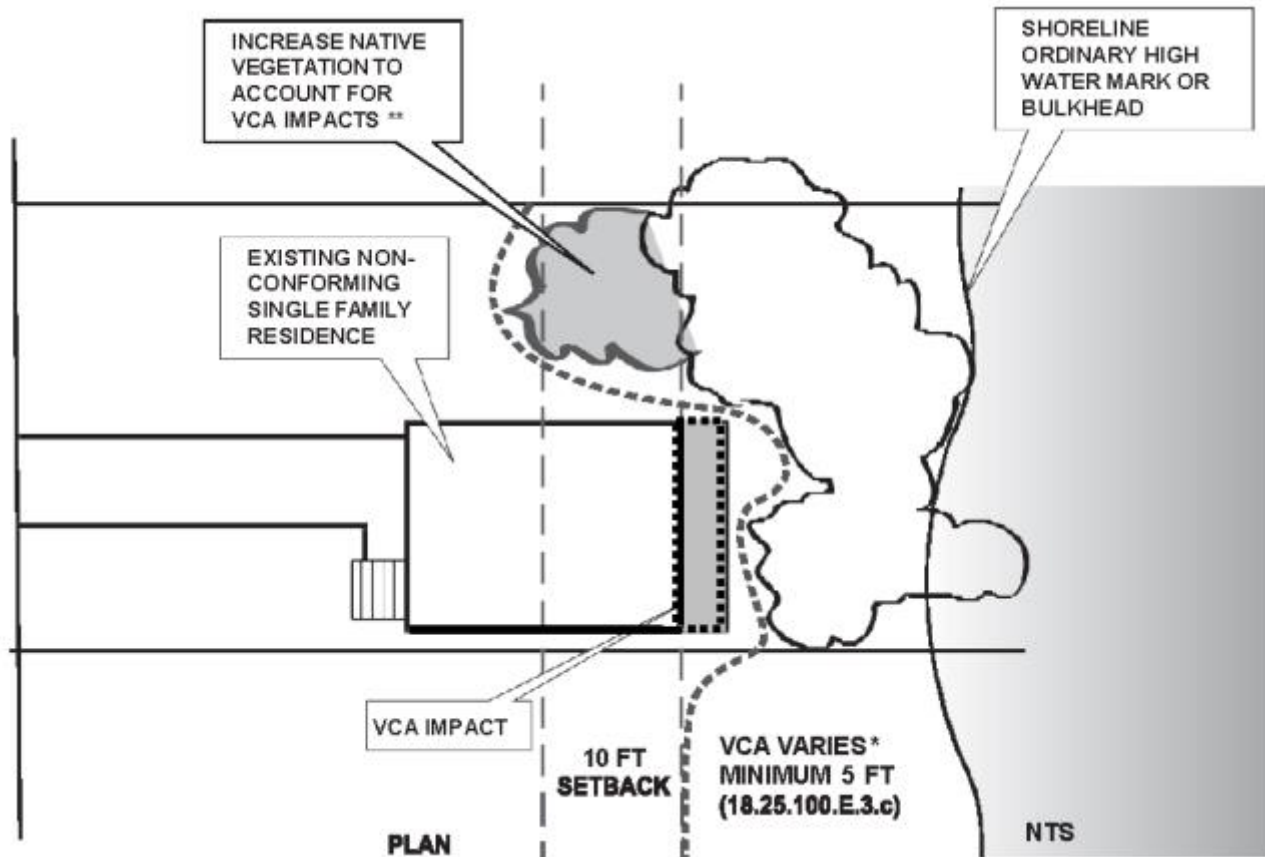 INCREASE NATIVE
VEGETATION TO
ACCOUNT FOR
VCA IMPACTS **
SHORELINE
ORDINARY HIGH
WATER MARK OR
BULKHEAD
EXISTING NON-
CONFORMING
SINGLE FAMILY
RESIDENCE
VCA IMPACT
10 FT
SETBACK
VCA VARIES *
MINIMUM 5 FT
(18.25.100.E.3.c)
PLAN
NTS